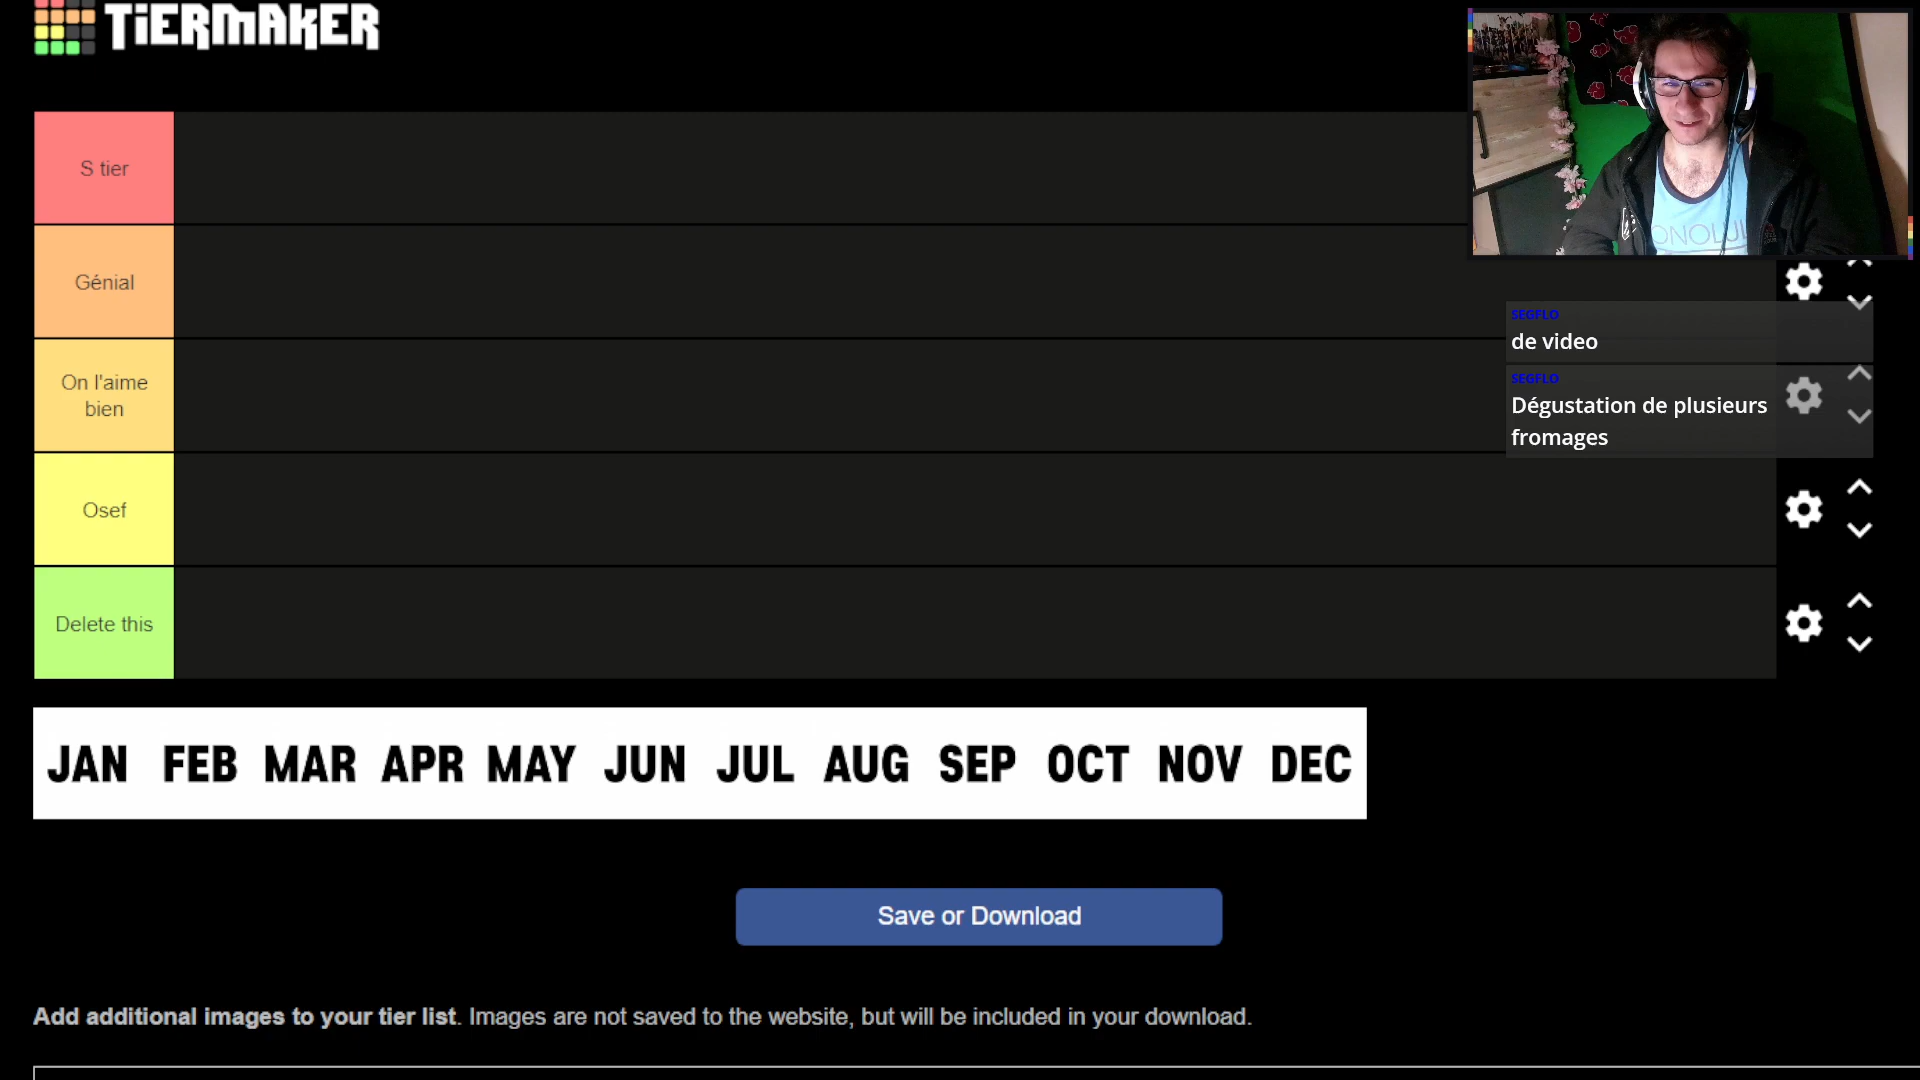 TiERMAKER
S tier
Génial
On l'aime
bien
Osef
Delete this
SEGFLO
de video
SEGFLO
Dégustation de plusieurs
fromages
JAN FEB MAR APR MAY JUN JUL AUG SEP OCT NOV DEC
Save or Download
Add additional images to your tier list. Images are not saved to the website, but will be included in your download.